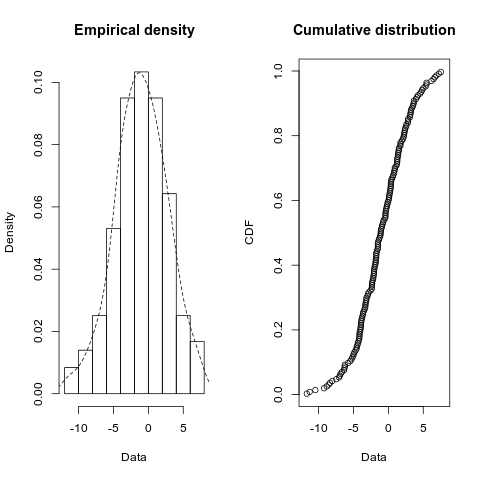 Empirical density
Density
0.00
0.02
0.04
0.06
0.08
0.10
-10 -5 0 5
Data
Cumulative distribution
CDF
0.0
0.2
0.4
0.6
0.8
1.0
-10 -5 0 5
Data